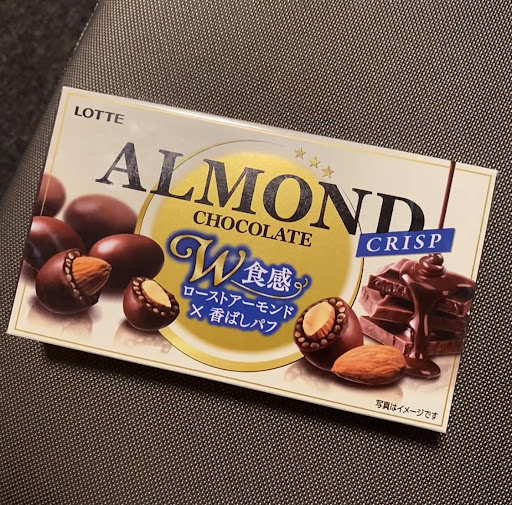 LOTTE
ALMOND
CHOCOLATE
CRISP
W食感
ローストアーモンド
×香ばしパフ
写真はイメージです